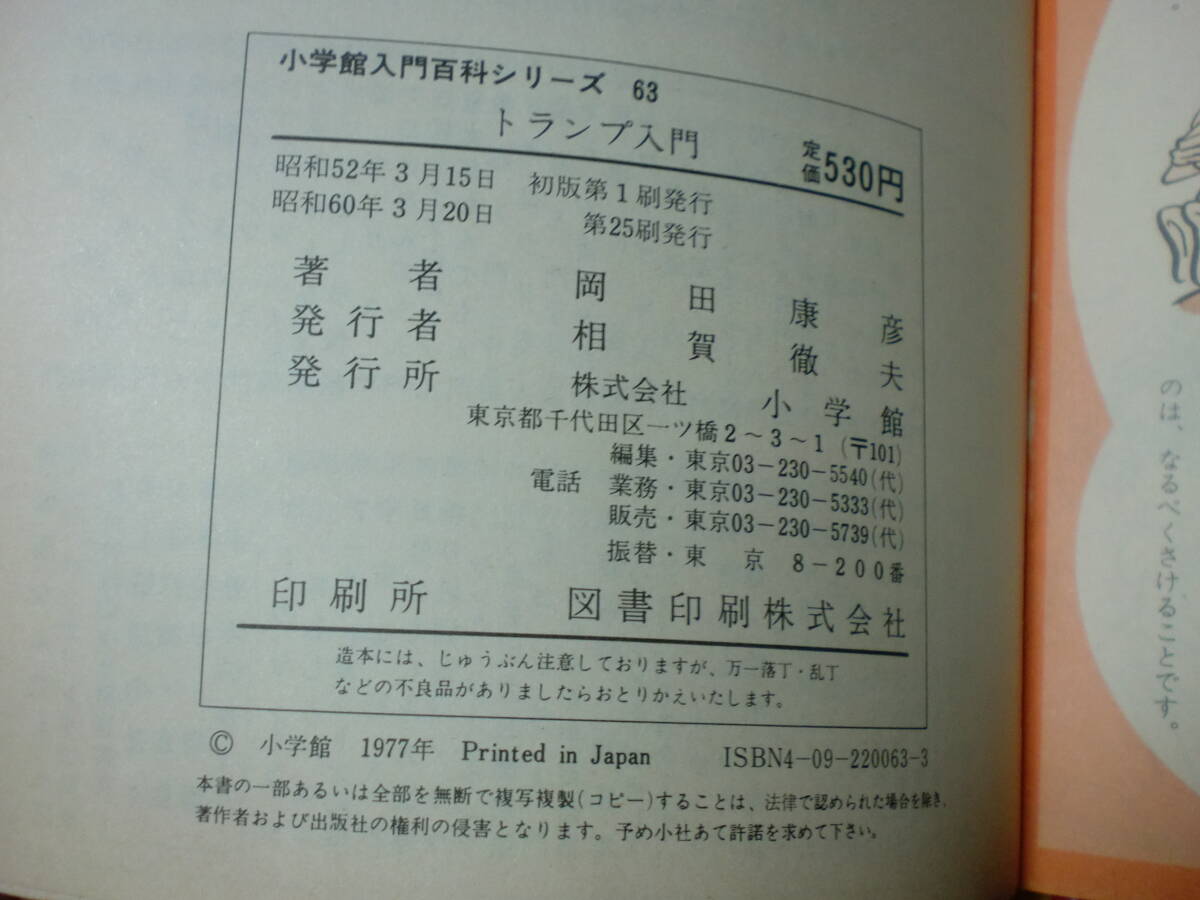 小学館入門百科シリーズ 63
トランプ入門
定価530円
昭和52年3月15日 初版第1刷発行
昭和60年3月20日 第25刷発行
著者 岡田康彦
発行者 相賀徹夫
発行所 株式会社 小学館
東京都千代田区一ツ橋2~3~1(〒101)
編集・東京03-230-5540(代)
電話 業務・東京03-230-5333(代)
販売・東京03-230-5739(代)
振替・東京 8-200番
印刷所 図書印刷株式会社
造本には、じゅうぶん注意しておりますが、万一落丁・乱丁
などの不良品がありましたらおとりかえいたします。
© 小学館 1977年 Printed in Japan ISBN4-09-220063-3
本書の一部あるいは全部を無断で複写複製(コピー)することは、法律で認められた場合を除き、
著作者および出版社の権利の侵害となります。予め小社あて許諾を求めて下さい。
のは、なるべくさけることです。